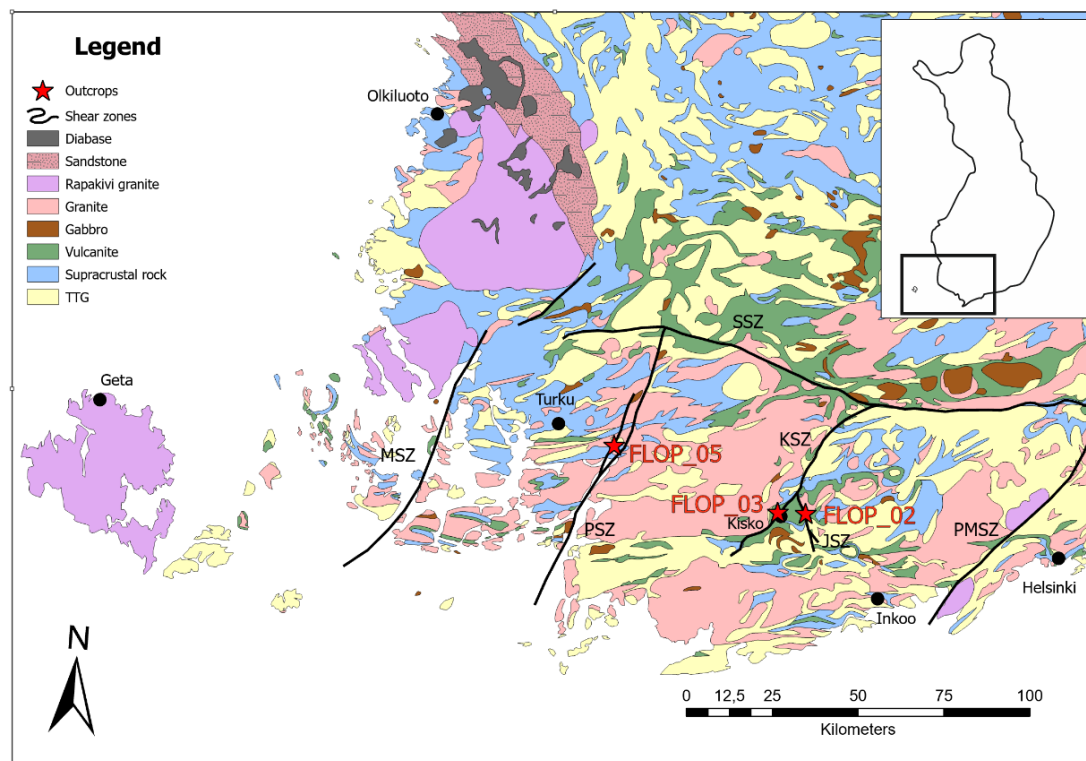 Legend
Outcrops
Shear zones
Diabase
Sandstone
Rapakivi granite
Granite
Gabbro
Vulcanite
Supracrustal rock
TTG
Olkiluoto
SSZ
Geta
Turku
MSZ
KSZ
FLOP_05
FLOP_03
FLOP_02
Kisko
PSZ
JSZ
PMSZ
Helsinki
Inkoo
N
0 12,5 25 50 75 100
Kilometers